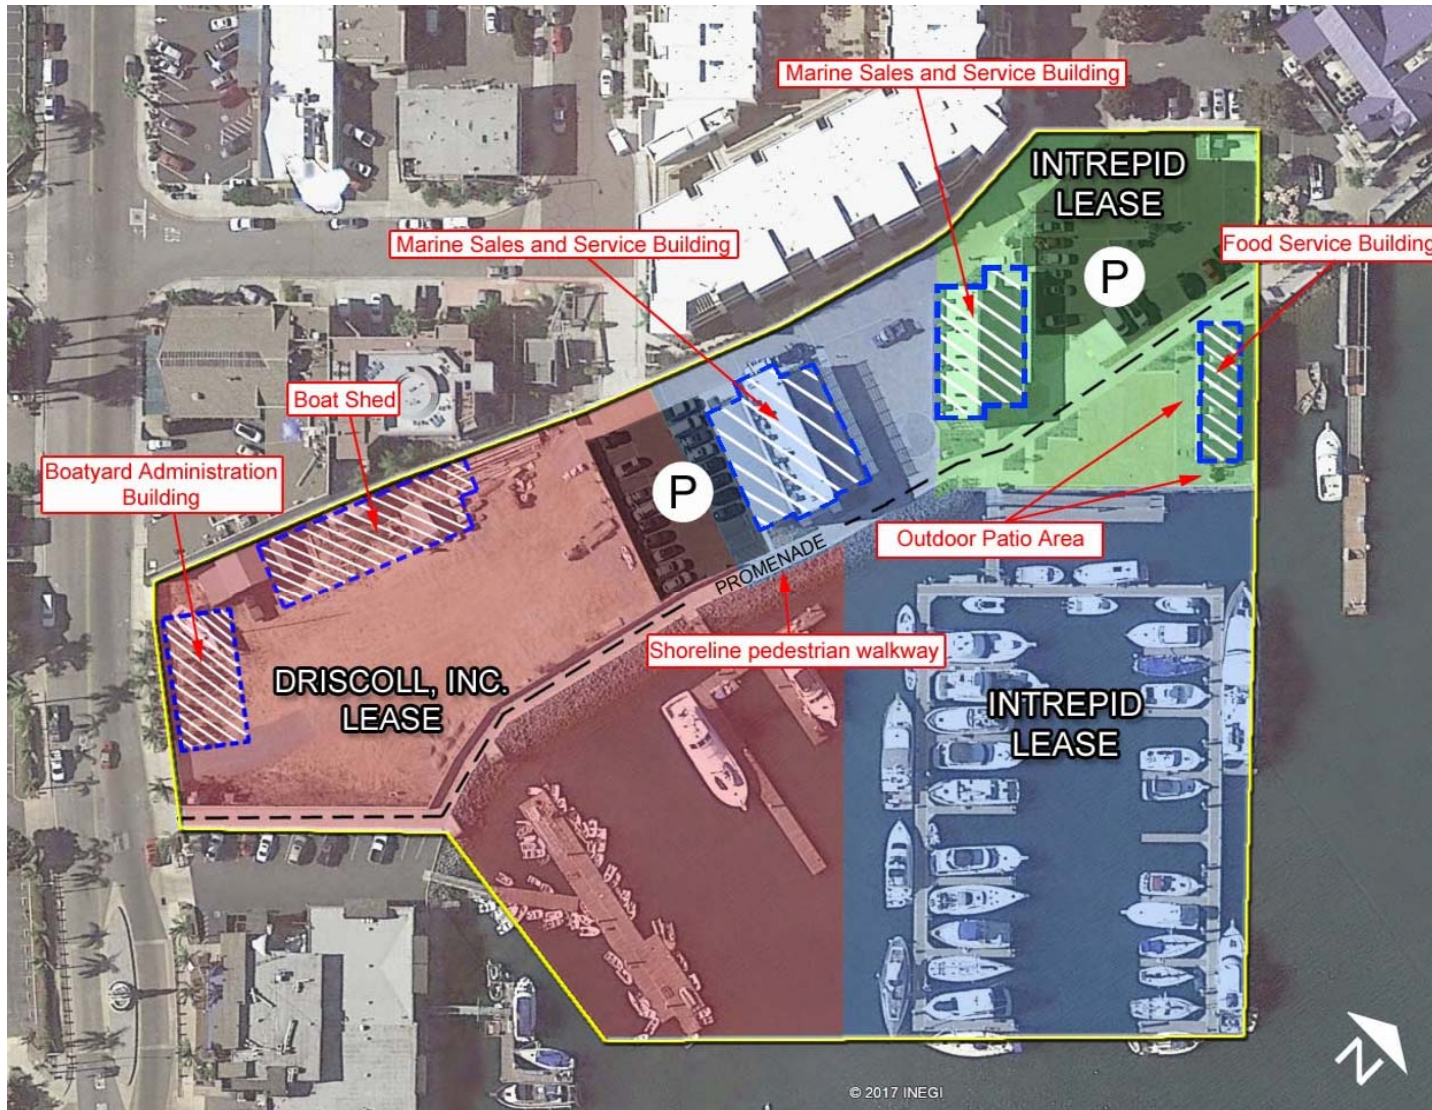 Marine Sales and Service Building
INTREPID
LEASE
Marine Sales and Service Building
Food Service Building
P
Boat Shed
Boatyard Administration
Building
P
Outdoor Patio Area
PROMENADE
Shoreline pedestrian walkway
DRISCOLL, INC.
LEASE
INTREPID
LEASE
N
© 2017 INEGI